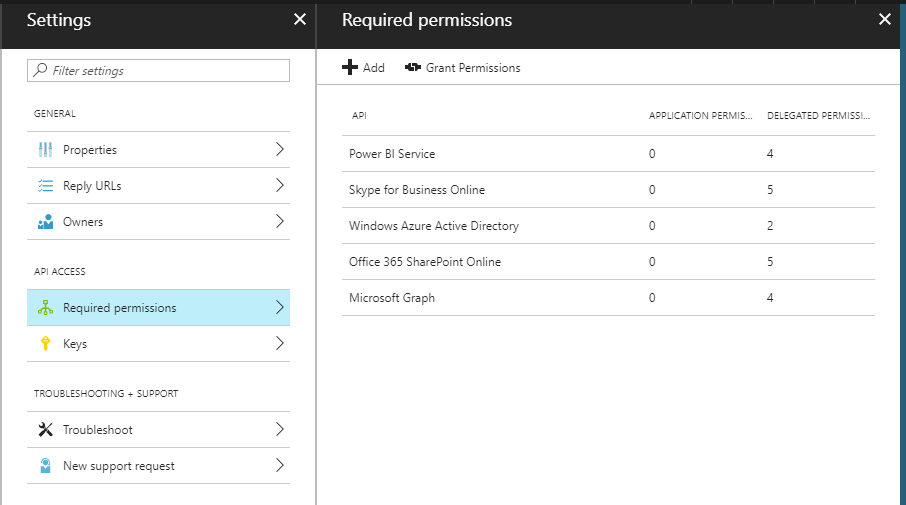 Settings
Filter settings
GENERAL
Properties
Reply URLs
Owners
API ACCESS
Required permissions
Keys
TROUBLESHOOTING + SUPPORT
Troubleshoot
New support request
Required permissions
Add Grant Permissions
API APPLICATION PERMIS... DELEGATED PERMISSI...
Power BI Service 0 4
Skype for Business Online 0 5
Windows Azure Active Directory 0 2
Office 365 SharePoint Online 0 5
Microsoft Graph 0 4